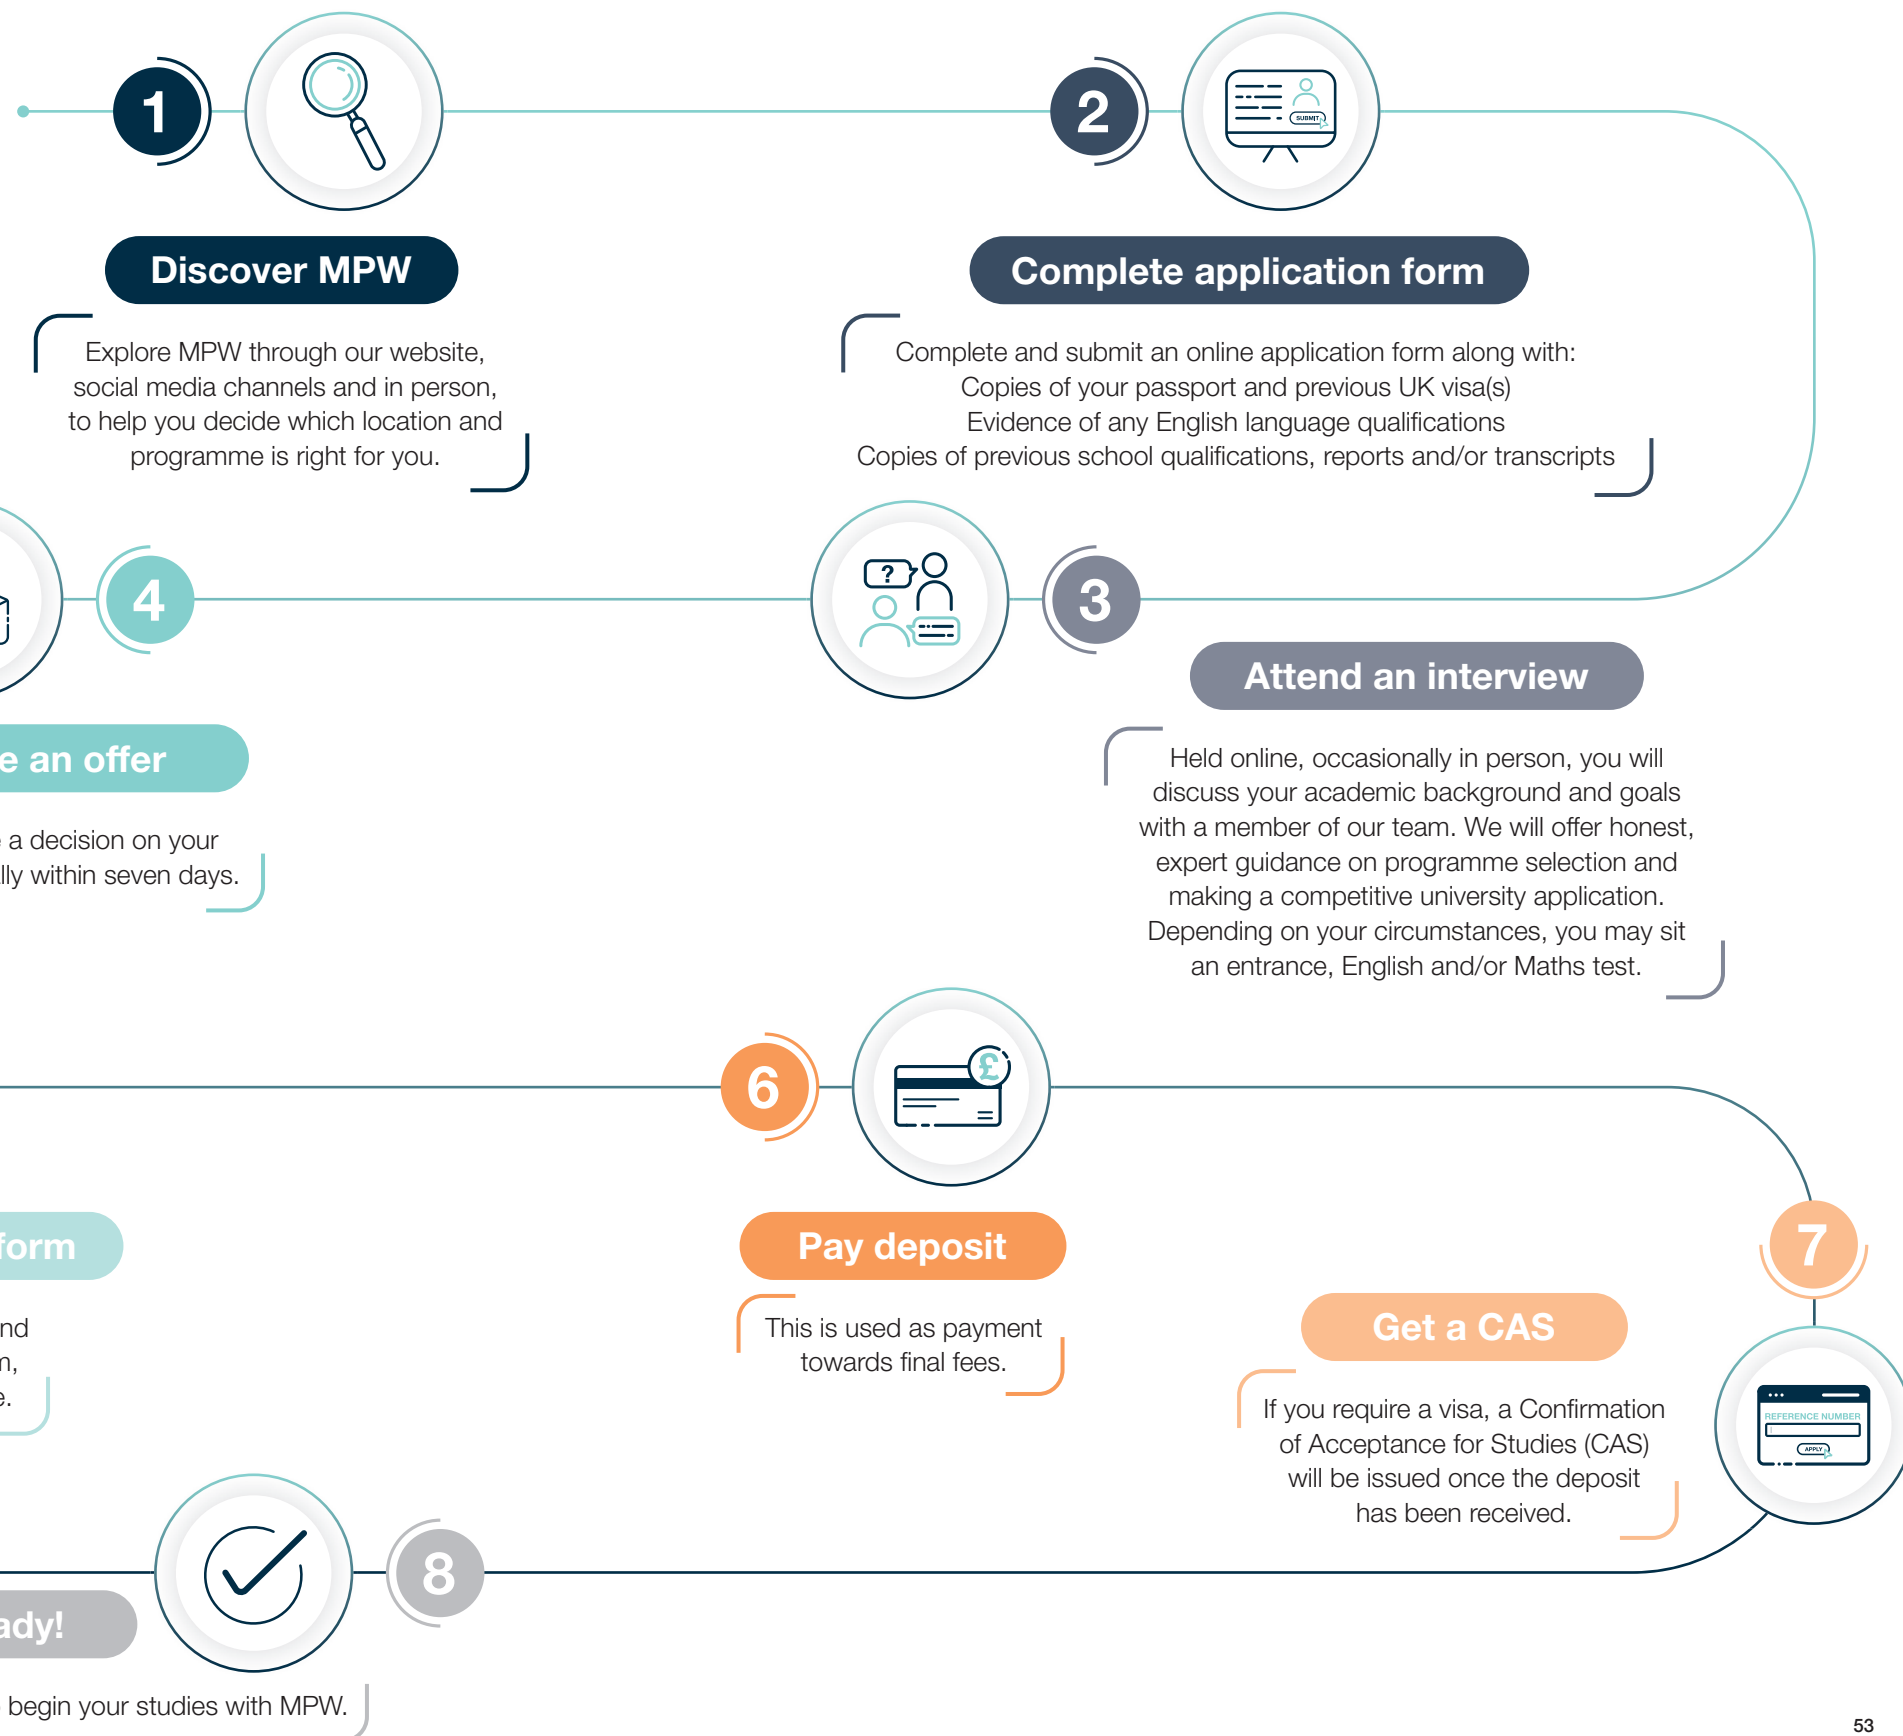 1
Discover MPW
Explore MPW through our website,
social media channels and in person,
to help you decide which location and
programme is right for you.
2
SUBMIT
Complete application form
Complete and submit an online application form along with:
Copies of your passport and previous UK visa(s)
Evidence of any English language qualifications
Copies of previous school qualifications, reports and/or transcripts
?
3
Attend an interview
Held online, occasionally in person, you will
discuss your academic background and goals
with a member of our team. We will offer honest,
expert guidance on programme selection and
making a competitive university application.
Depending on your circumstances, you may sit
an entrance, English and/or Maths test.
4
e an offer
a decision on your
lly within seven days.
form
nd
e.
6
£
Pay deposit
This is used as payment
towards final fees.
7
REFERENCE NUMBER
APPLY
Get a CAS
If you require a visa, a Confirmation
of Acceptance for Studies (CAS)
will be issued once the deposit
has been received.
8
ady!
begin your studies with MPW.
53